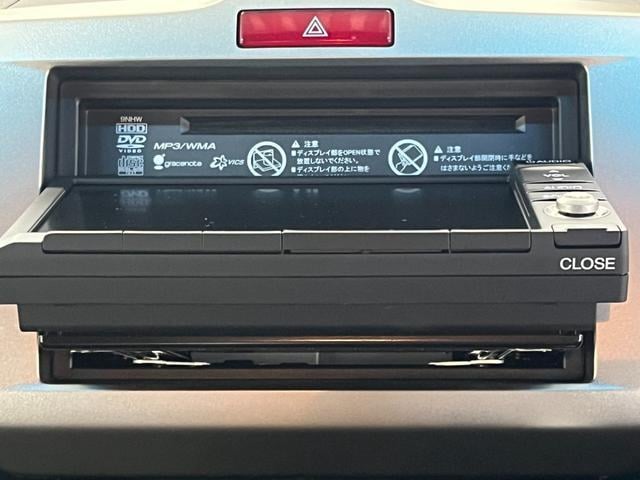 9NHW
HDD
DVD
VIDEO
MP3/WMA
gracenote
VICS
⚠ 注意
■ディスプレイ部をOPEN状態で
放置しないでください。
■ディスプレイ部の上に物を
⚠ 注意
■ディスプレイ部開閉時に手などを
はさまないようご注意くだ
AUDIO
VOL
AUDIO
CLOSE